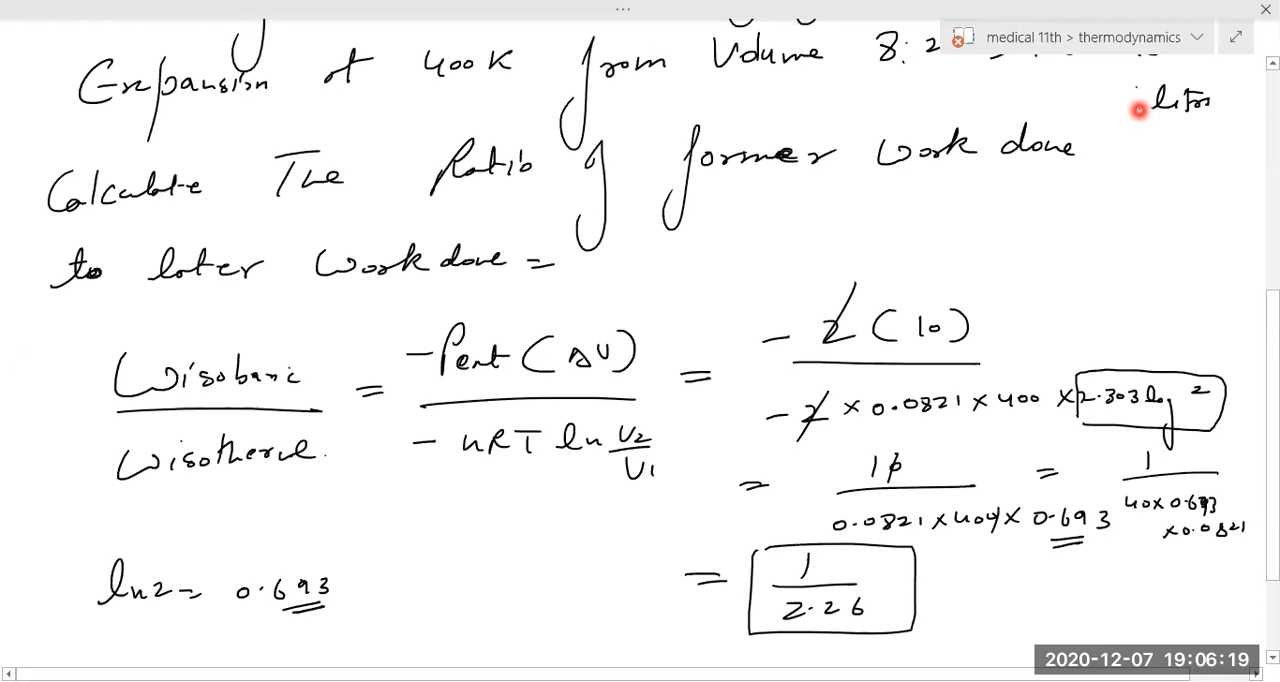 medical 11th > thermodynamics
Expansion at 400K from Volume 8.2
litre
Calculate The Ratio of former work done
to later work done =
Wisobaric / Wisothermal = -Pext (ΔV) / - nRT ln V2/V1 = - 2 (10) / - 2 × 0.0821 × 400 × 2.303 log 2
= 10 / 0.0821 × 400 × 0.693 = 1 / 40 × 0.693 × 0.0821
ln 2 = 0.693
= 1 / 2.26
2020-12-07 19:06:19